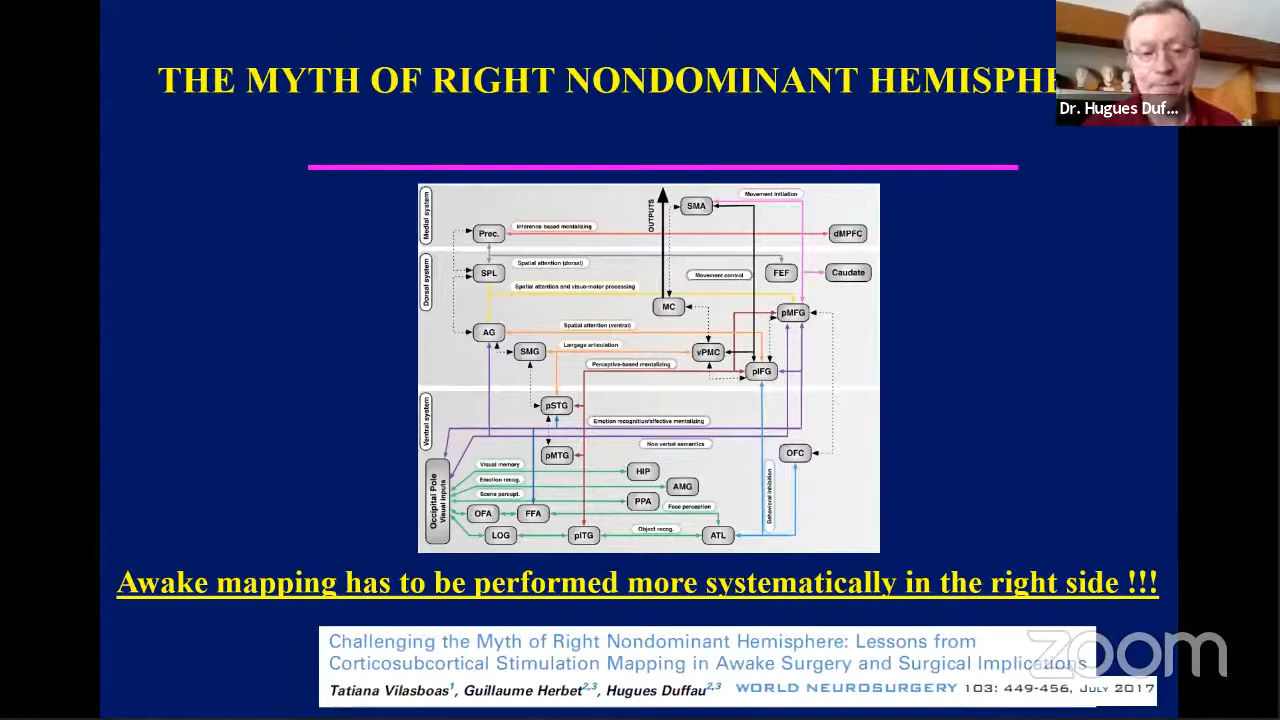 THE MYTH OF RIGHT NONDOMINANT HEMISPHE
Dr. Hugues Duf...
Medial system
OUTPUTS
SMA
Movement initiation
Prec.
Inference-based mentalizing
dMPFC
Dorsal system
SPL
Spatial attention (dorsal)
Movement control
FEF
Caudate
Spatial attention and visuo-motor processing
MC
pMFG
AG
Spatial attention (ventral)
SMG
Langage articulation
vPMC
Perceptive-based mentalizing
pIFG
Ventral system
pSTG
Emotion recognition/affective mentalizing
Non verbal semantics
pMTG
OFC
Occipital Pole
Visual inputs
Visual memory
HIP
Emotion recog.
AMG
Scene percept.
PPA
Face perception
Behavioral inhibition
OFA
FFA
LOG
pITG
Object recog.
ATL
Awake mapping has to be performed more systematically in the right side !!!
Challenging the Myth of Right Nondominant Hemisphere: Lessons from
Corticosubcortical Stimulation Mapping in Awake Surgery and Surgical Implications
Tatiana Vilasboas1, Guillaume Herbet2,3, Hugues Duffau2,3 WORLD NEUROSURGERY 103: 449-456, JULY 2017
zoom